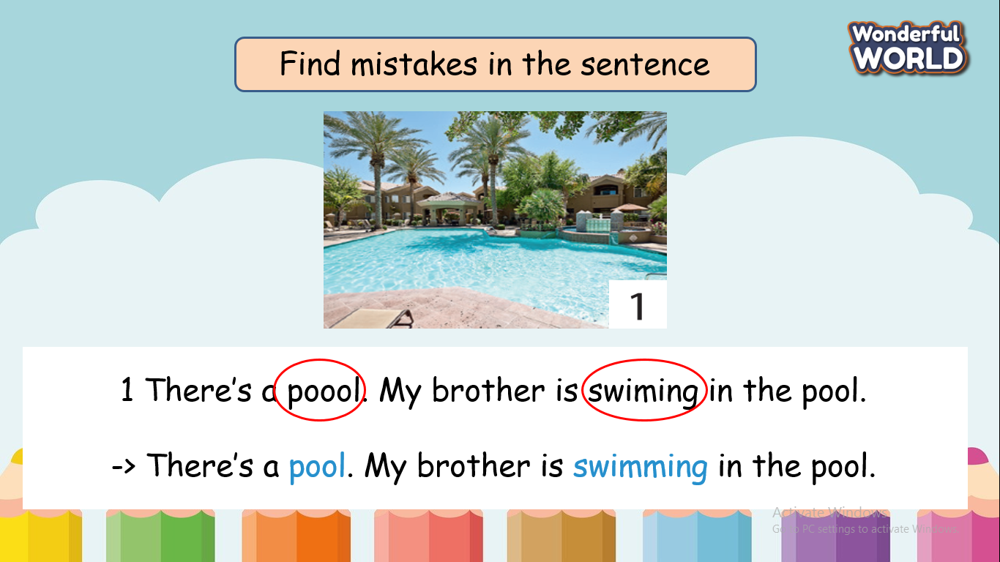 Find mistakes in the sentence
Wonderful
WORLD
1
1 There's a poool. My brother is swiming in the pool.
-> There's a pool. My brother is swimming in the pool.
Activate Windows
Go to PC settings to activate Windows.